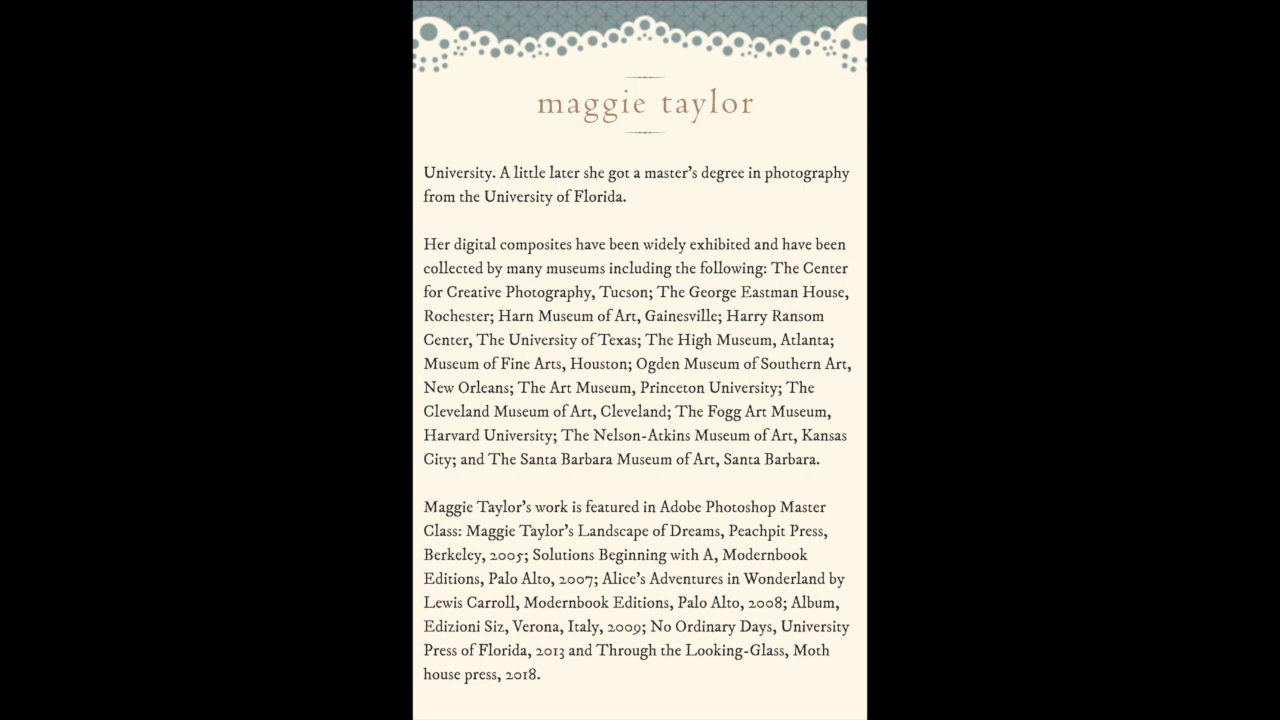 maggie taylor
University. A little later she got a master's degree in photography
from the University of Florida.
Her digital composites have been widely exhibited and have been
collected by many museums including the following: The Center
for Creative Photography, Tucson; The George Eastman House,
Rochester; Harn Museum of Art, Gainesville; Harry Ransom
Center, The University of Texas; The High Museum, Atlanta;
Museum of Fine Arts, Houston; Ogden Museum of Southern Art,
New Orleans; The Art Museum, Princeton University; The
Cleveland Museum of Art, Cleveland; The Fogg Art Museum,
Harvard University; The Nelson-Atkins Museum of Art, Kansas
City; and The Santa Barbara Museum of Art, Santa Barbara.
Maggie Taylor's work is featured in Adobe Photoshop Master
Class: Maggie Taylor's Landscape of Dreams, Peachpit Press,
Berkeley, 2005; Solutions Beginning with A, Modernbook
Editions, Palo Alto, 2007; Alice's Adventures in Wonderland by
Lewis Carroll, Modernbook Editions, Palo Alto, 2008; Album,
Edizioni Siz, Verona, Italy, 2009; No Ordinary Days, University
Press of Florida, 2013 and Through the Looking-Glass, Moth
house press, 2018.